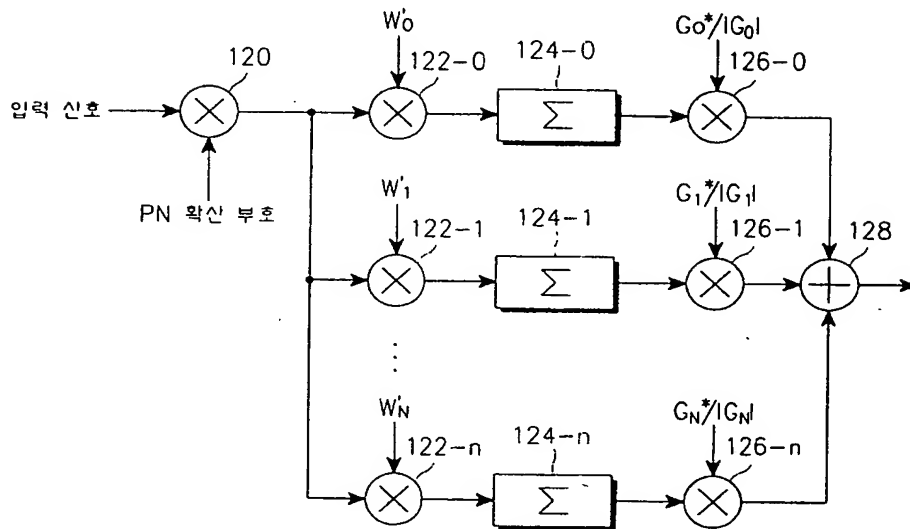 W'0
Go*/|G0|
120
122-0
124-0
126-0
입력 신호
Σ
PN 확산 부호
W'1
G1*/|G1|
122-1
124-1
126-1
128
Σ
...
W'N
GN*/|GN|
122-n
124-n
126-n
Σ